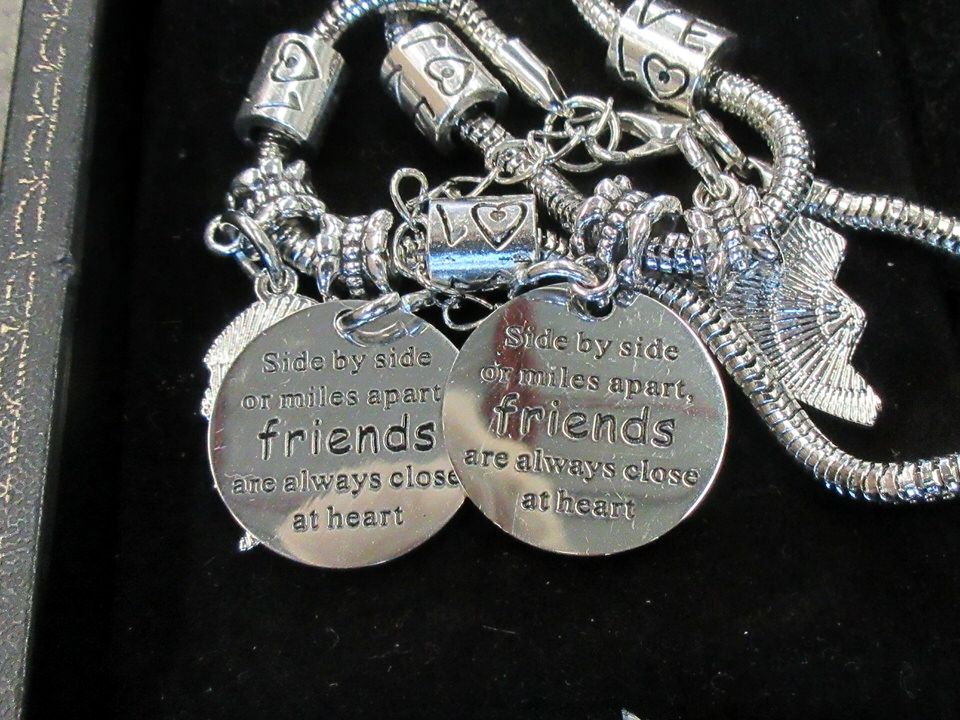 LOVE
Side by side
or miles apart
friends
are always close
at heart
Side by side
or miles apart,
friends
are always close
at heart